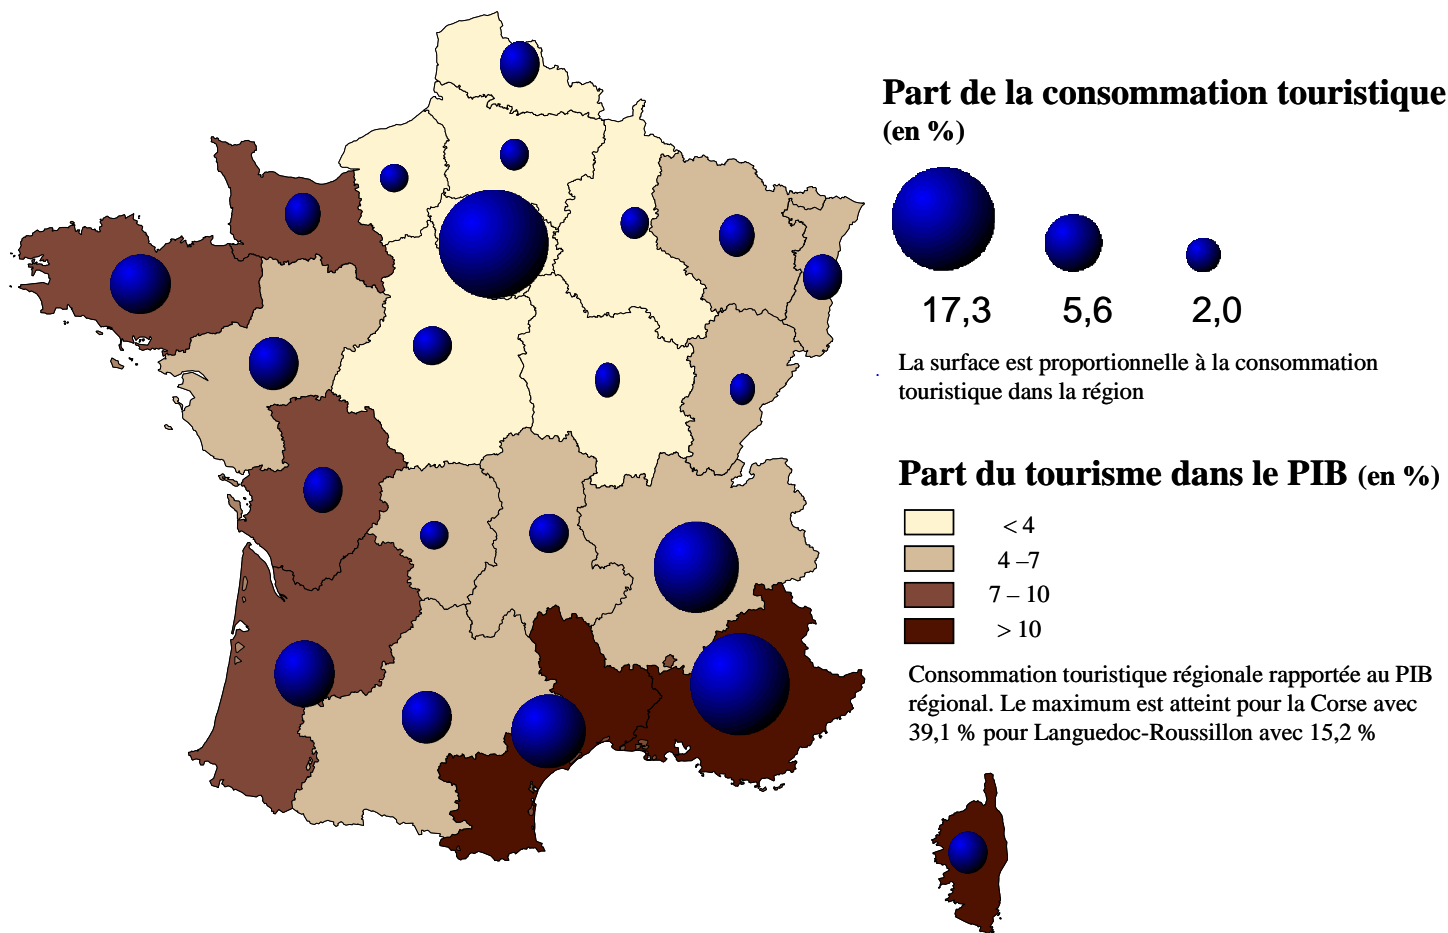 Part de la consommation touristique
(en %)
17,3 5,6 2,0
La surface est proportionnelle à la consommation
touristique dans la région
Part du tourisme dans le PIB (en %)
< 4
4 –7
7 – 10
> 10
Consommation touristique régionale rapportée au PIB
régional. Le maximum est atteint pour la Corse avec
39,1 % pour Languedoc-Roussillon avec 15,2 %